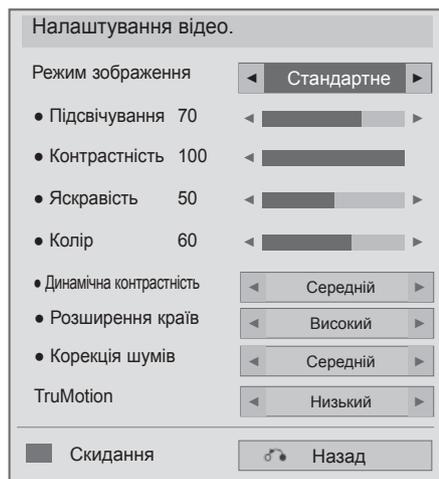 Налаштування відео.
Режим зображення ◄ Стандартне ►
● Підсвічування 70 ◄ ►
● Контрастність 100 ◄
● Яскравість 50 ◄ ►
● Колір 60 ◄ ►
● Динамічна контрастність ◄ Середній ►
● Розширення країв ◄ Високий ►
● Корекція шумів ◄ Середній ►
TruMotion ◄ Низький ►
Скидання Назад